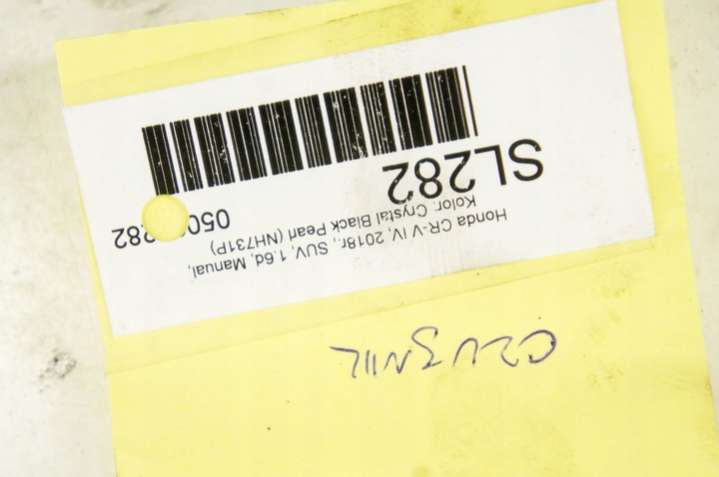 CZUJNIK
Honda CR-V IV, 2018r., SUV, 1.6d, Manual,
Kolor: Crystal Black Pearl (NH731P)
SL282